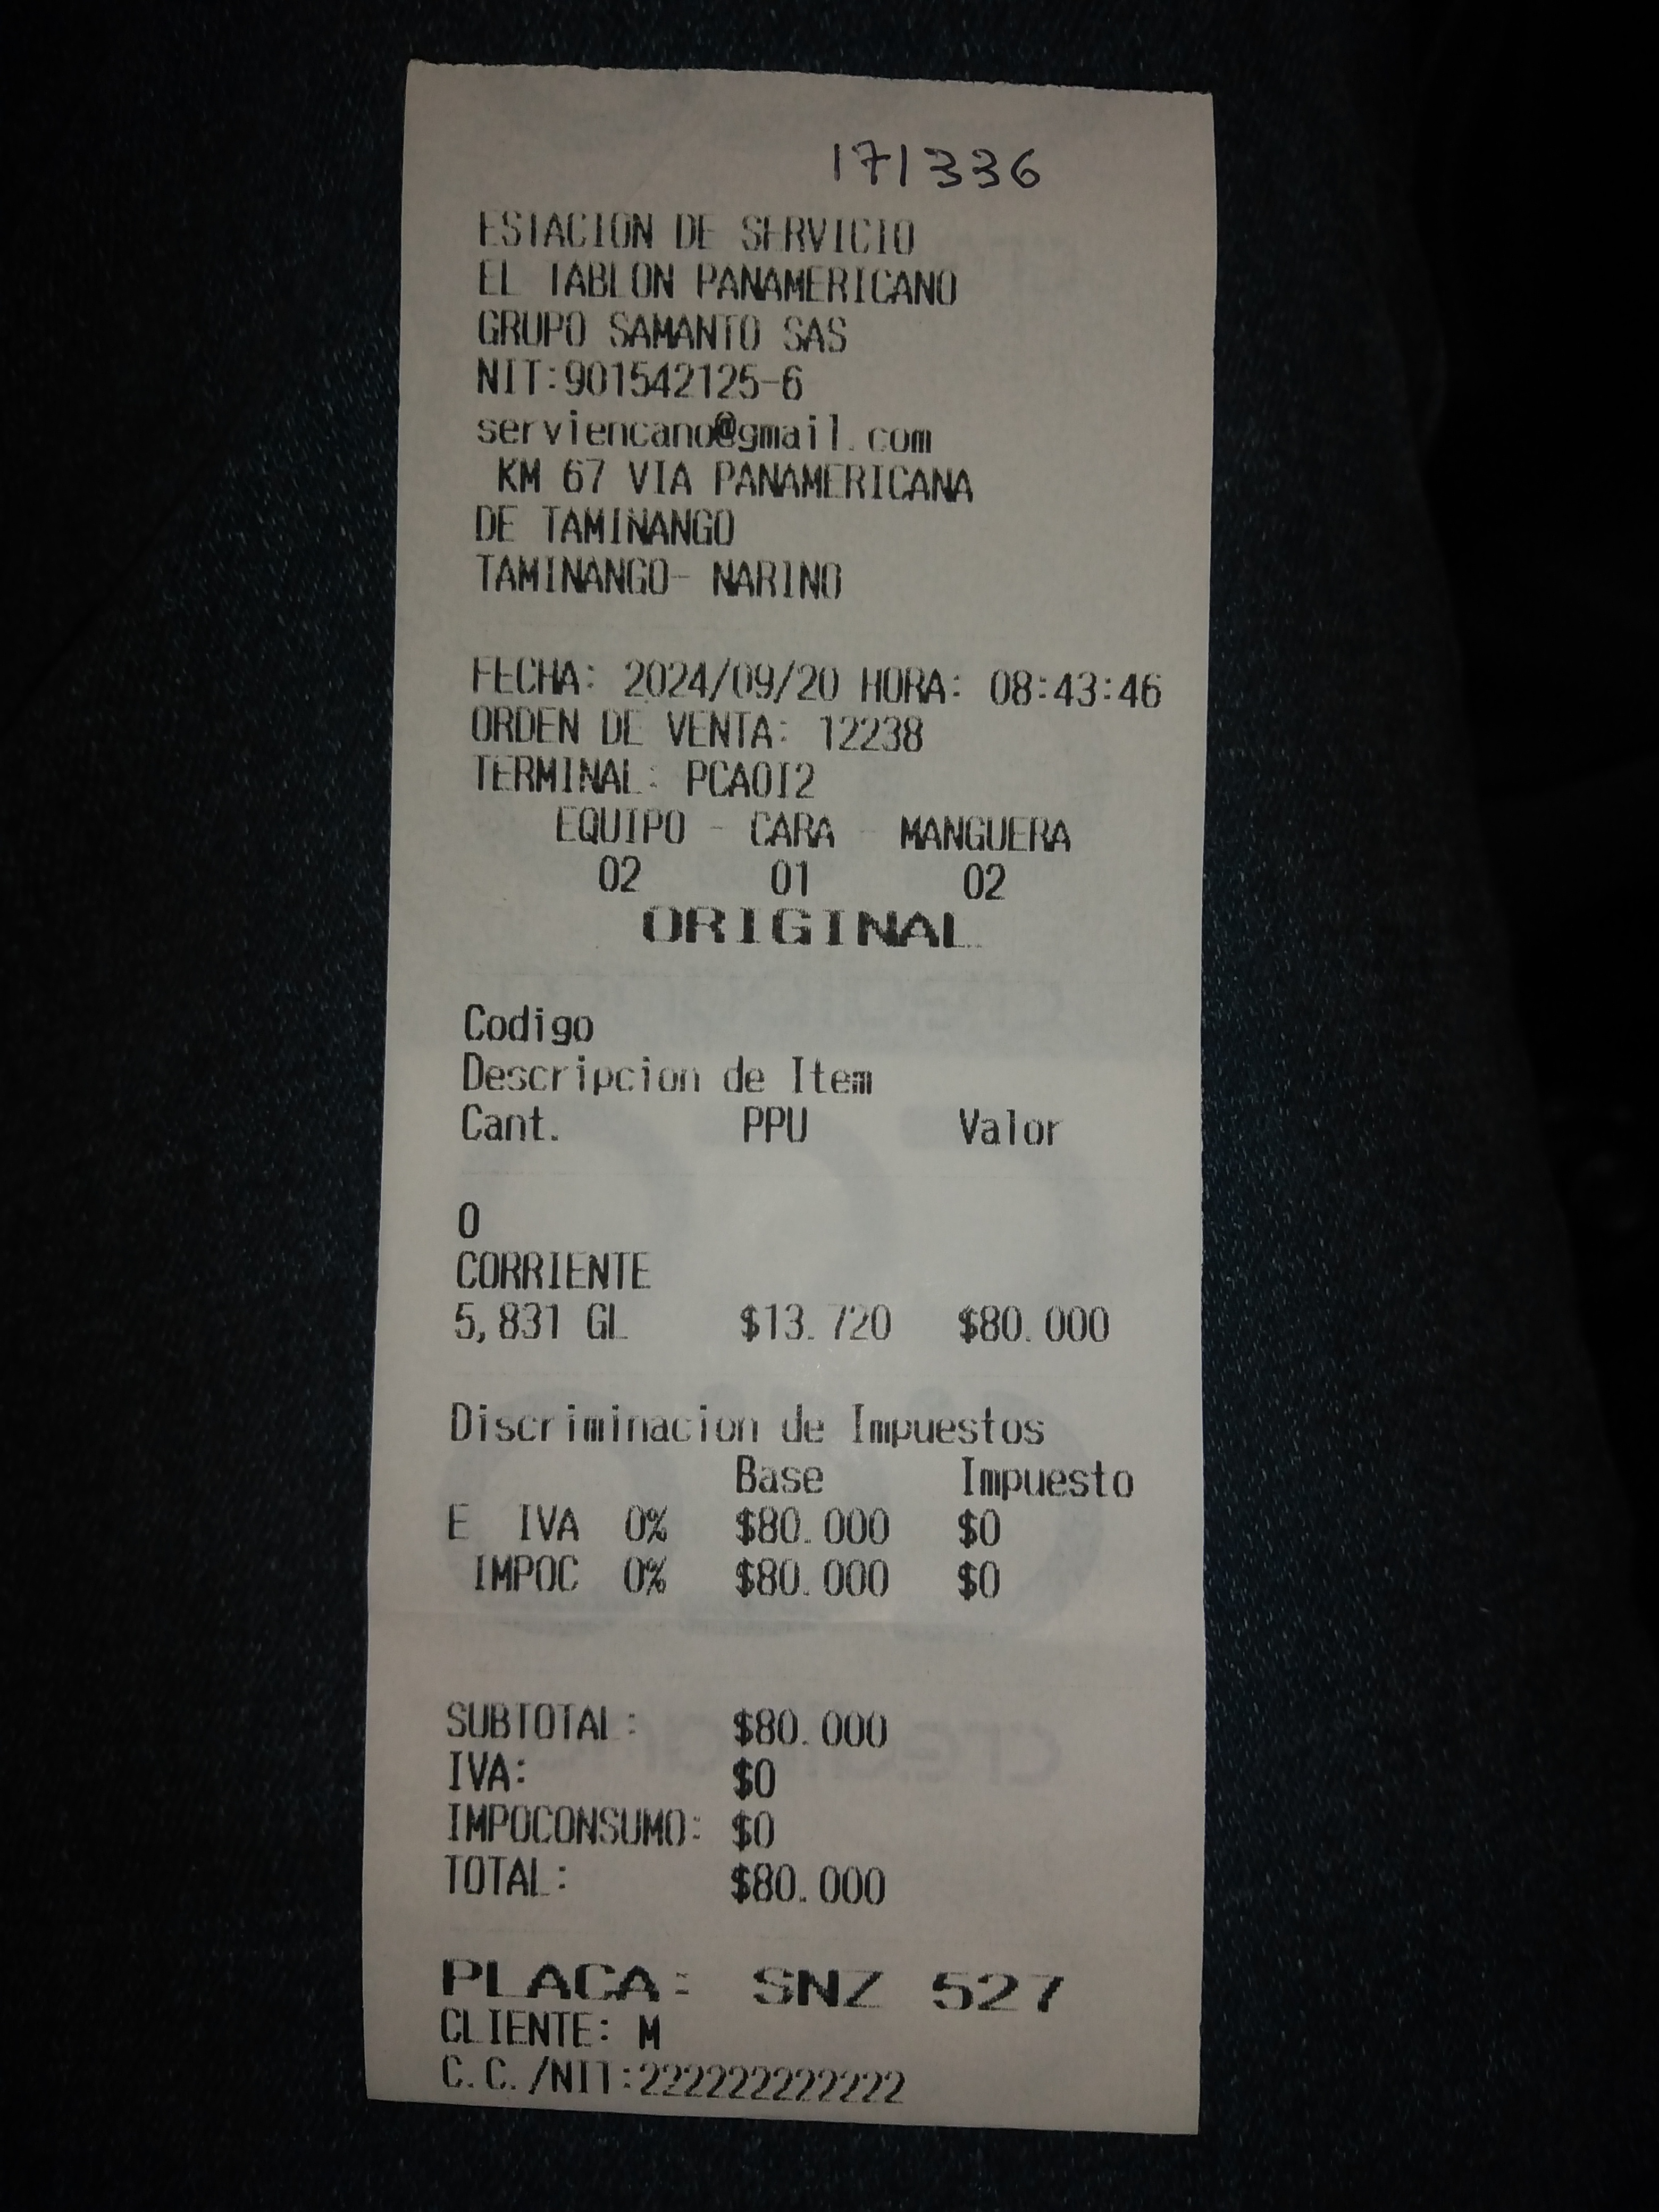 171336
ESTACION DE SERVICIO
EL TABLON PANAMERICANO
GRUPO SAMANTO SAS
NIT:901542125-6
serviencano@gmail.com
KM 67 VIA PANAMERICANA
DE TAMINANGO
TAMINANGO- NARINO
FECHA: 2024/09/20 HORA: 08:43:46
ORDEN DE VENTA: 12238
TERMINAL: PCA0I2
EQUIPO - CARA - MANGUERA
02 01 02
ORIGINAL
Codigo
Descripcion de Item
Cant. PPU Valor
0
CORRIENTE
5,831 GL $13.720 $80.000
Discriminacion de Impuestos
Base Impuesto
E IVA 0% $80.000 $0
IMPOC 0% $80.000 $0
SUBTOTAL: $80.000
IVA: $0
IMPOCONSUMO: $0
TOTAL: $80.000
PLACA: SNZ 527
CLIENTE: M
C.C./NIT:222222222222